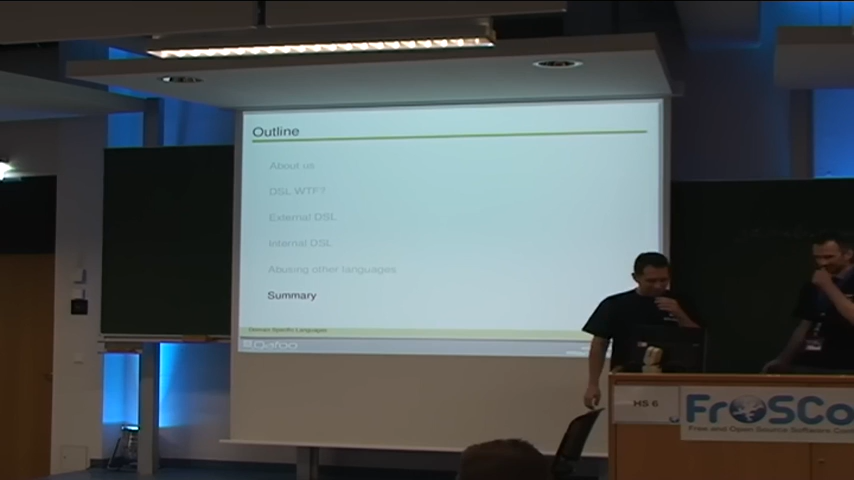 Outline
About us
DSL WTF?
External DSL
Internal DSL
Abusing other languages
Summary
Domain Specific Languages
Qafoo
HS 6
FrOSCo
Free and Open Source Software Con